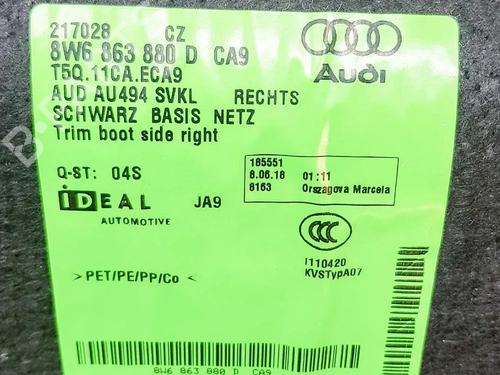 217028 CZ
8W6 863 880 D CA9
T5Q.11CA.ECA9
AUD AU494 SVKL RECHTS
SCHWARZ BASIS NETZ
Trim boot side right
Audi
Q-ST: 04S
185551
8.06.18 01:11
8163 Orszagova Marcela
iDEAL JA9
AUTOMOTIVE
CCC
I110420
KVSTypA07
>PET/PE/PP/Co<
8W6 863 880 D CA9